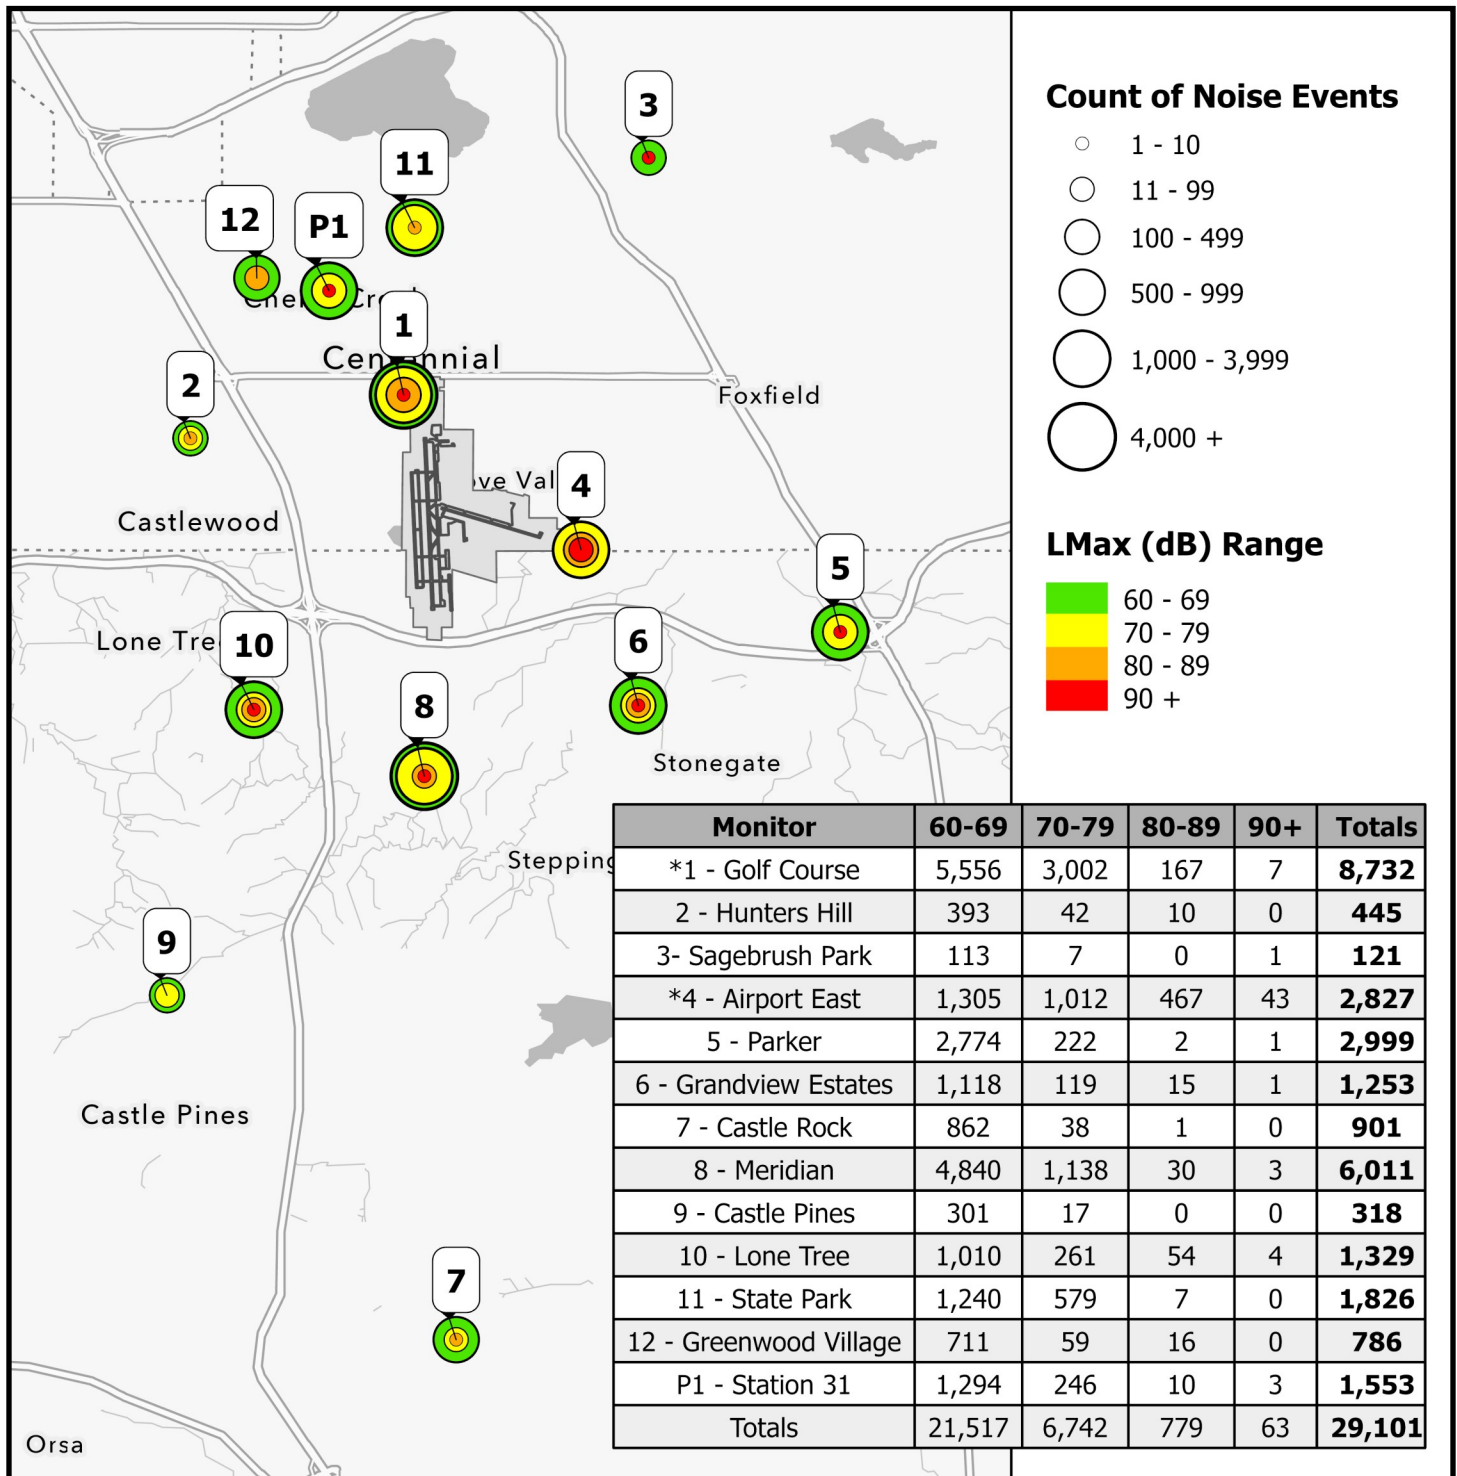 3
11
12
P1
Che Cr
1
Centennial
2
Foxfield
ove Val
4
Castlewood
5
Lone Tre
10
6
8
Stonegate
Stepping
9
Castle Pines
7
Orsa
Count of Noise Events
1 - 10
11 - 99
100 - 499
500 - 999
1,000 - 3,999
4,000 +
LMax (dB) Range
60 - 69
70 - 79
80 - 89
90 +
Monitor 60-69 70-79 80-89 90+ Totals
*1 - Golf Course 5,556 3,002 167 7 8,732
2 - Hunters Hill 393 42 10 0 445
3- Sagebrush Park 113 7 0 1 121
*4 - Airport East 1,305 1,012 467 43 2,827
5 - Parker 2,774 222 2 1 2,999
6 - Grandview Estates 1,118 119 15 1 1,253
7 - Castle Rock 862 38 1 0 901
8 - Meridian 4,840 1,138 30 3 6,011
9 - Castle Pines 301 17 0 0 318
10 - Lone Tree 1,010 261 54 4 1,329
11 - State Park 1,240 579 7 0 1,826
12 - Greenwood Village 711 59 16 0 786
P1 - Station 31 1,294 246 10 3 1,553
Totals 21,517 6,742 779 63 29,101